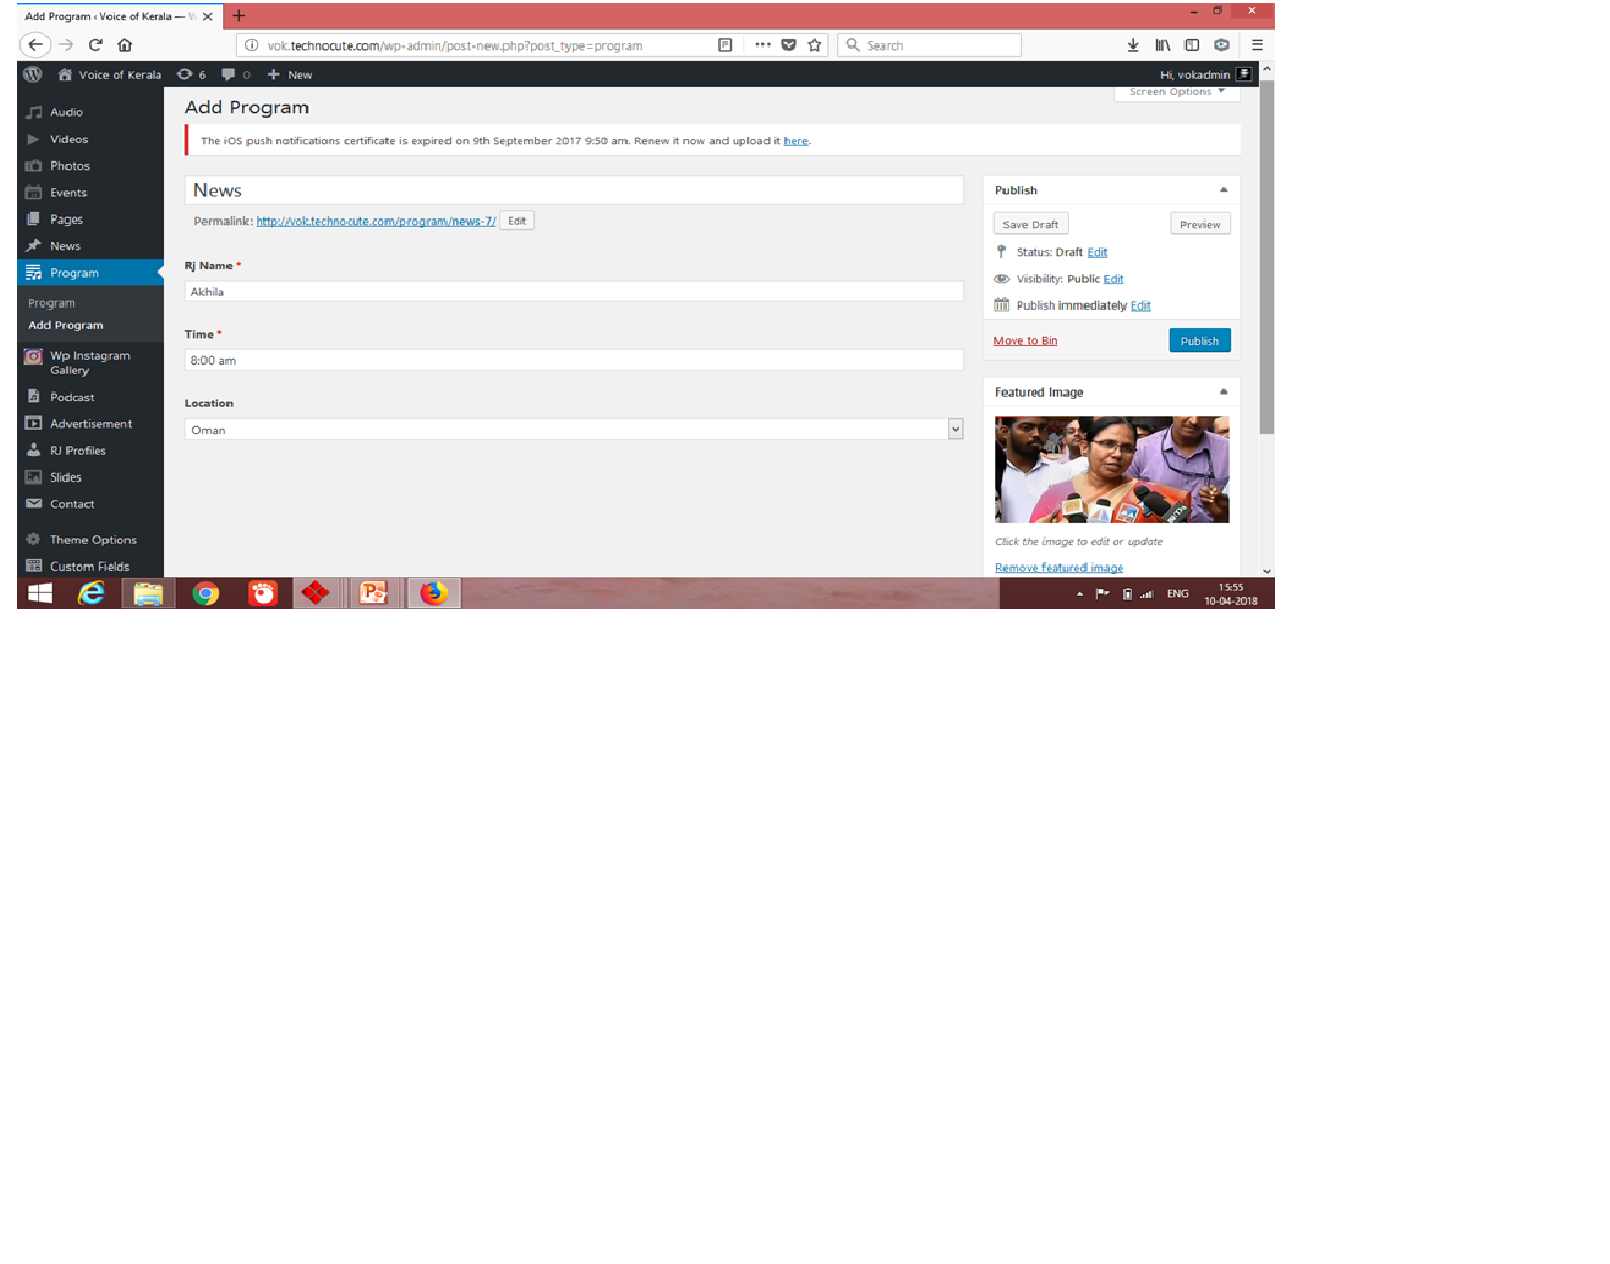 Add Program ‹ Voice of Kerala —
vok.technocute.com/wp-admin/post-new.php?post_type=program
Search
Voice of Kerala
6
0
New
Hi, vokadmin
Screen Options
Audio
Videos
Photos
Events
Pages
News
Program
Program
Add Program
Wp Instagram
Gallery
Podcast
Advertisement
RJ Profiles
Slides
Contact
Theme Options
Custom Fields
Add Program
The iOS push notifications certificate is expired on 9th September 2017 9:50 am. Renew it now and upload it here.
News
Permalink: http://vok.technocute.com/program/news-7/ Edit
Rj Name *
Akhila
Time *
8:00 am
Location
Oman
Publish
Save Draft
Preview
Status: Draft Edit
Visibility: Public Edit
Publish immediately Edit
Move to Bin
Publish
Featured Image
Click the image to edit or update
Remove featured image
ENG
15:55
10-04-2018